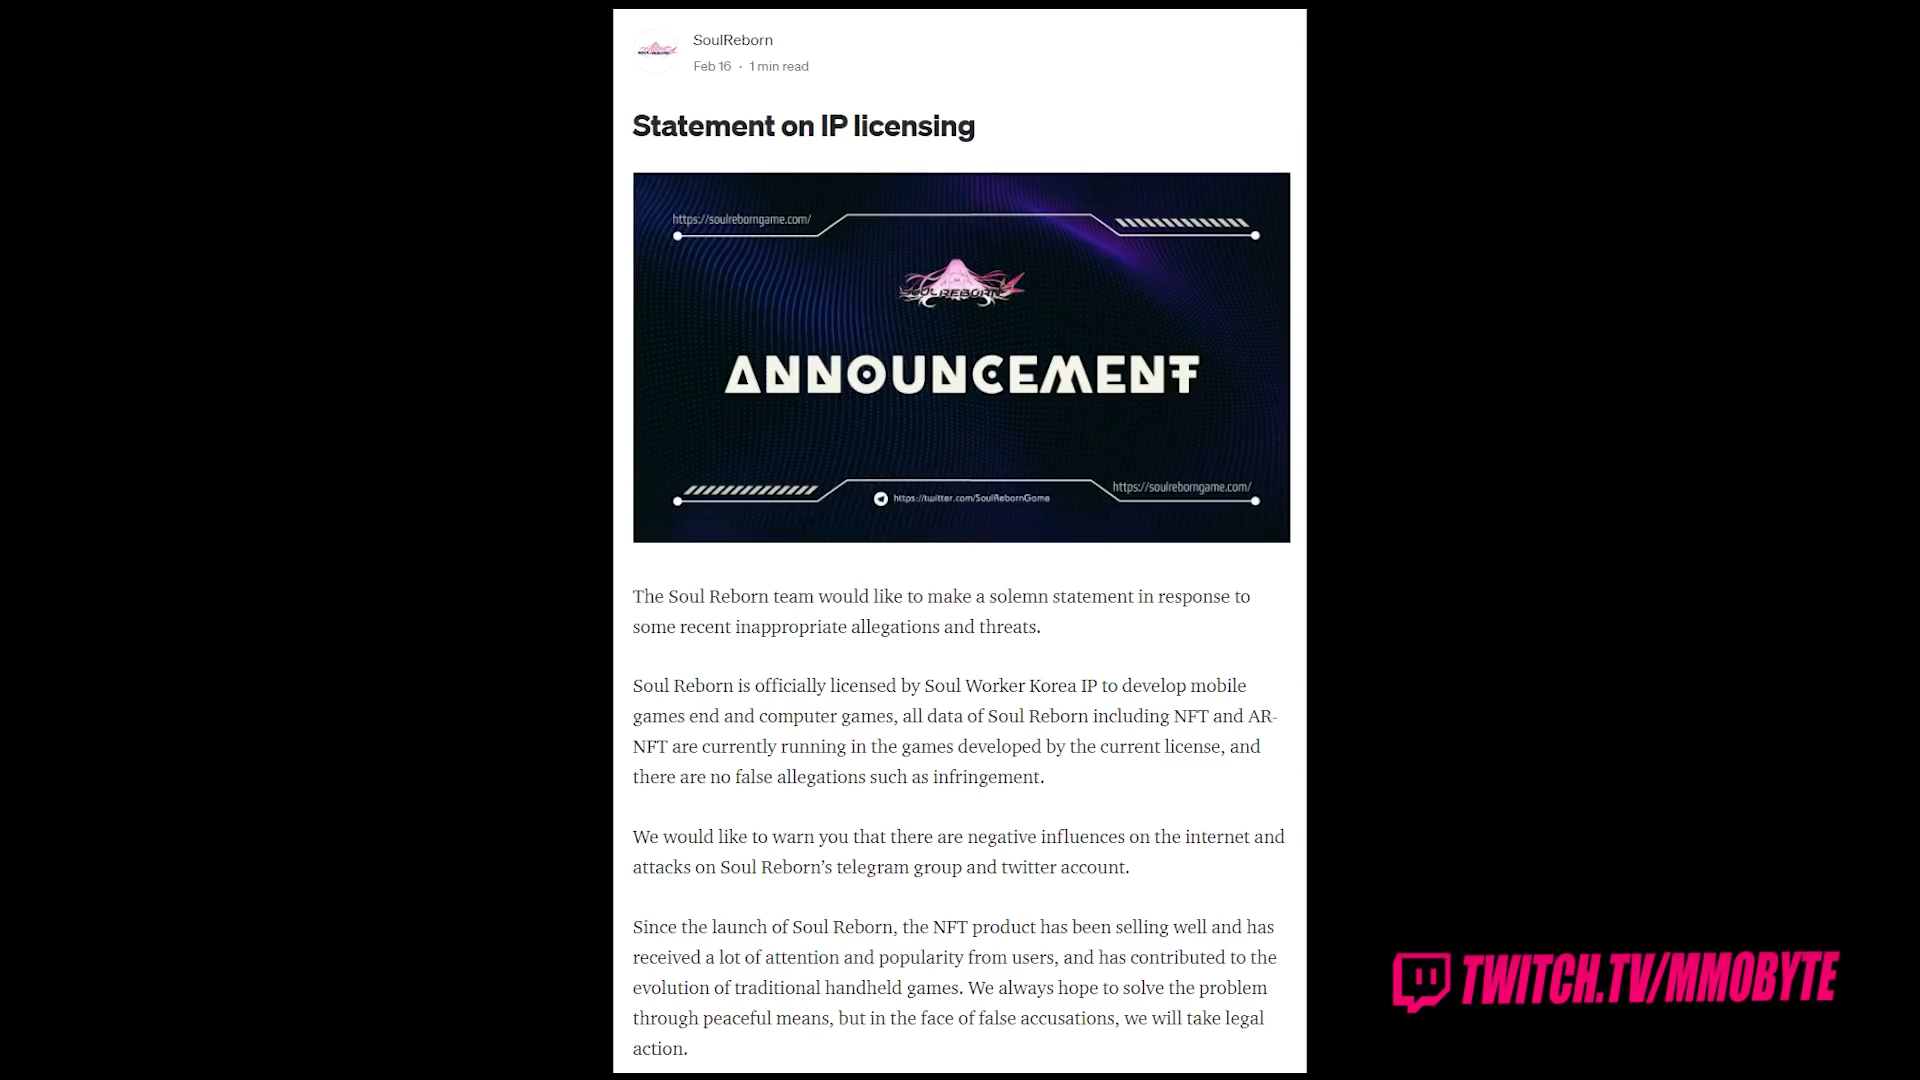 SoulReborn
Feb 16 · 1 min read
Statement on IP licensing
https://soulreborngame.com/
SOULREBORN
ANNOUNCEMENT
https://twitter.com/SoulRebornGame
https://soulreborngame.com/
The Soul Reborn team would like to make a solemn statement in response to
some recent inappropriate allegations and threats.
Soul Reborn is officially licensed by Soul Worker Korea IP to develop mobile
games end and computer games, all data of Soul Reborn including NFT and AR-
NFT are currently running in the games developed by the current license, and
there are no false allegations such as infringement.
We would like to warn you that there are negative influences on the internet and
attacks on Soul Reborn’s telegram group and twitter account.
Since the launch of Soul Reborn, the NFT product has been selling well and has
received a lot of attention and popularity from users, and has contributed to the
evolution of traditional handheld games. We always hope to solve the problem
through peaceful means, but in the face of false accusations, we will take legal
action.
TWITCH.TV/MMOBYTE